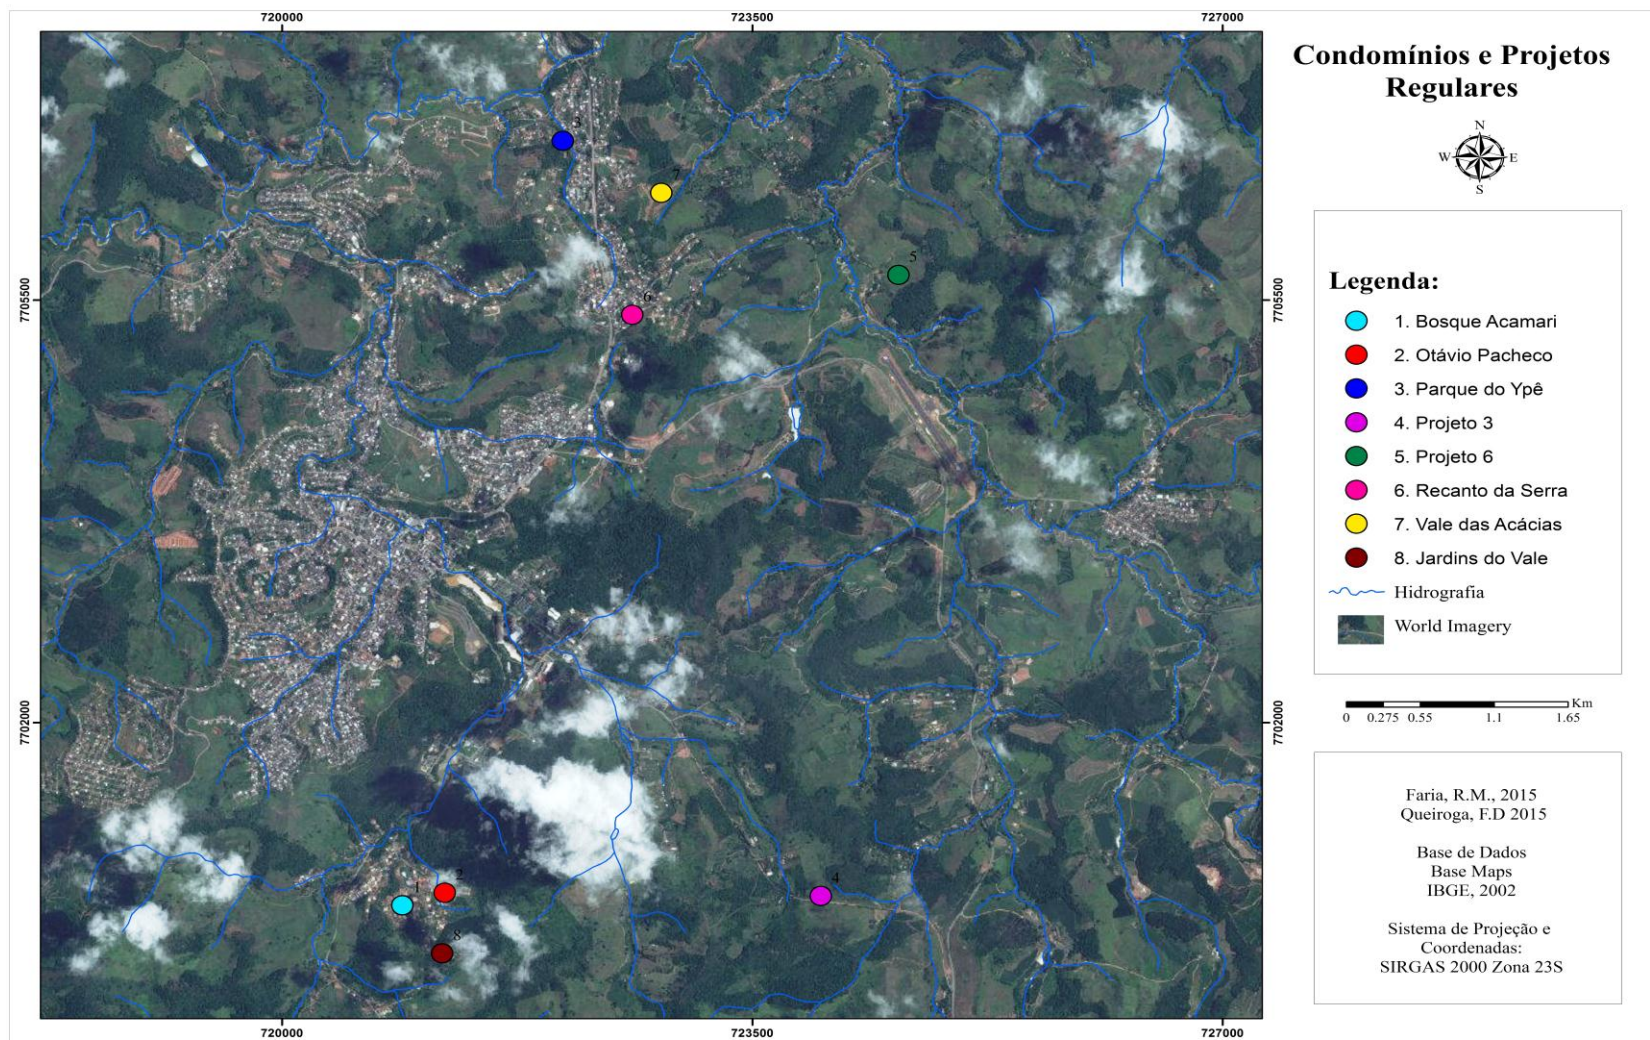 720000
723500
727000
Condomínios e Projetos
Regulares
N
W
E
S
3
7
5
6
7705500
7705500
Legenda:
1. Bosque Acamari
2. Otávio Pacheco
3. Parque do Ypê
4. Projeto 3
5. Projeto 6
6. Recanto da Serra
7. Vale das Acácias
8. Jardins do Vale
Hidrografia
World Imagery
7702000
7702000
Km
0 0.275 0.55 1.1 1.65
Faria, R.M., 2015
Queiroga, F.D 2015
Base de Dados
Base Maps
IBGE, 2002
Sistema de Projeção e
Coordenadas:
SIRGAS 2000 Zona 23S
1
2
4
8
720000
723500
727000